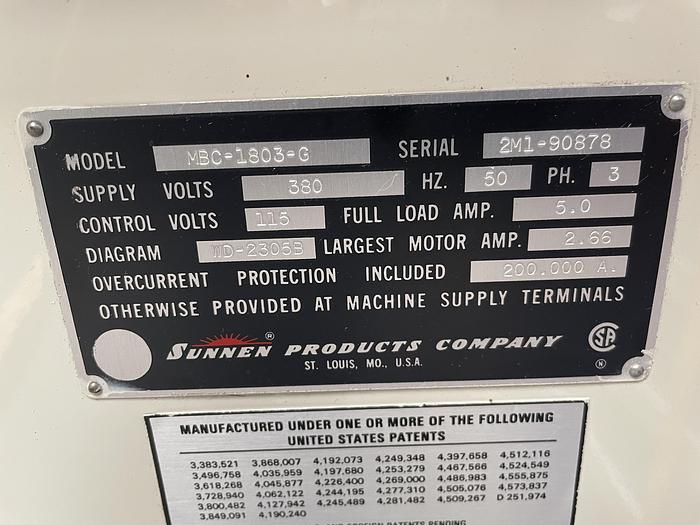 MODEL MBC-1803-G SERIAL 2M1-90878
SUPPLY VOLTS 380 HZ. 50 PH. 3
CONTROL VOLTS 115 FULL LOAD AMP. 5.0
DIAGRAM WD-2305B LARGEST MOTOR AMP. 2.66
OVERCURRENT PROTECTION INCLUDED 200.000 A.
OTHERWISE PROVIDED AT MACHINE SUPPLY TERMINALS
SUNNEN ® PRODUCTS COMPANY CSA
ST. LOUIS, MO., U.S.A. N
MANUFACTURED UNDER ONE OR MORE OF THE FOLLOWING
UNITED STATES PATENTS
3,383,521 3,868,007 4,192,073 4,249,348 4,397,658 4,512,116
3,496,758 4,035,959 4,197,680 4,253,279 4,467,566 4,524,549
3,618,268 4,045,877 4,226,400 4,269,000 4,486,983 4,555,875
3,728,940 4,062,122 4,244,195 4,277,310 4,505,076 4,573,837
3,800,482 4,127,942 4,245,489 4,281,482 4,509,267 D 251,974
3,849,091 4,190,240
FOREIGN PATENTS PENDING